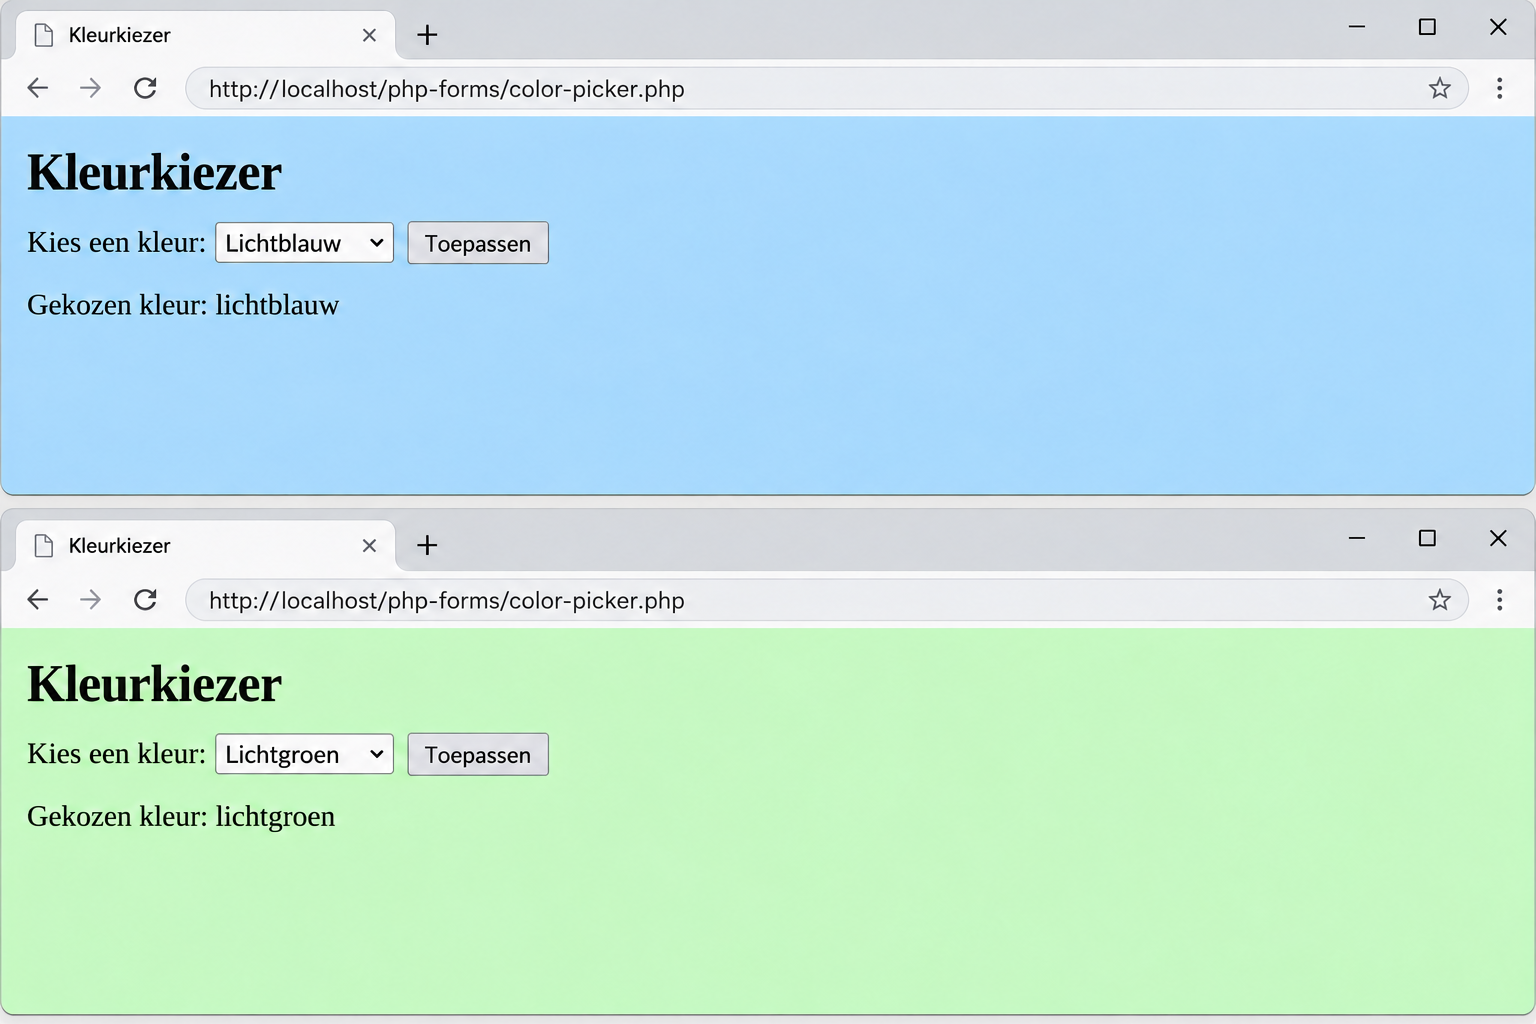 Kleurkiezer
http://localhost/php-forms/color-picker.php
Kleurkiezer
Kies een kleur: Lichtblauw Toepassen
Gekozen kleur: lichtblauw
Kleurkiezer
http://localhost/php-forms/color-picker.php
Kleurkiezer
Kies een kleur: Lichtgroen Toepassen
Gekozen kleur: lichtgroen